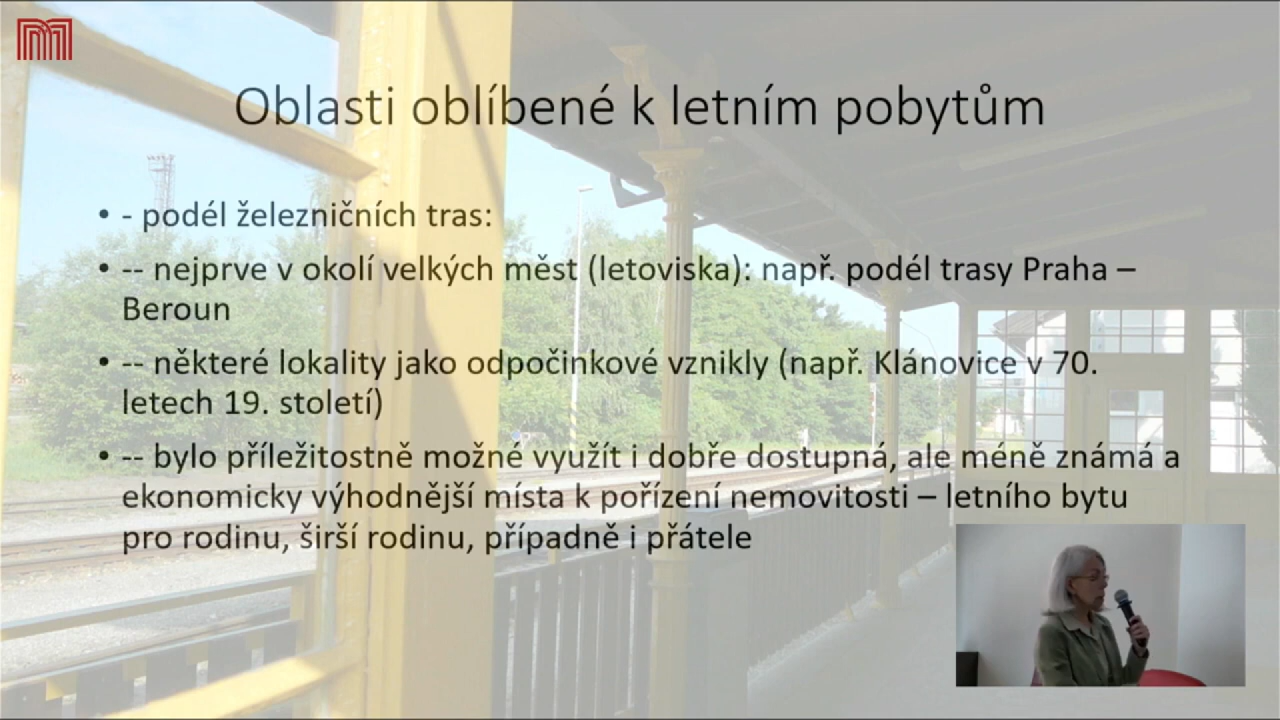 Oblasti oblíbené k letním pobytům
• - podél železničních tras:
• -- nejprve v okolí velkých měst (letoviska): např. podél trasy Praha –
Beroun
• -- některé lokality jako odpočinkové vznikly (např. Klánovice v 70.
letech 19. století)
• -- bylo příležitostně možné využít i dobře dostupná, ale méně známá a
ekonomicky výhodnější místa k pořízení nemovitosti – letního bytu
pro rodinu, širší rodinu, případně i přátele